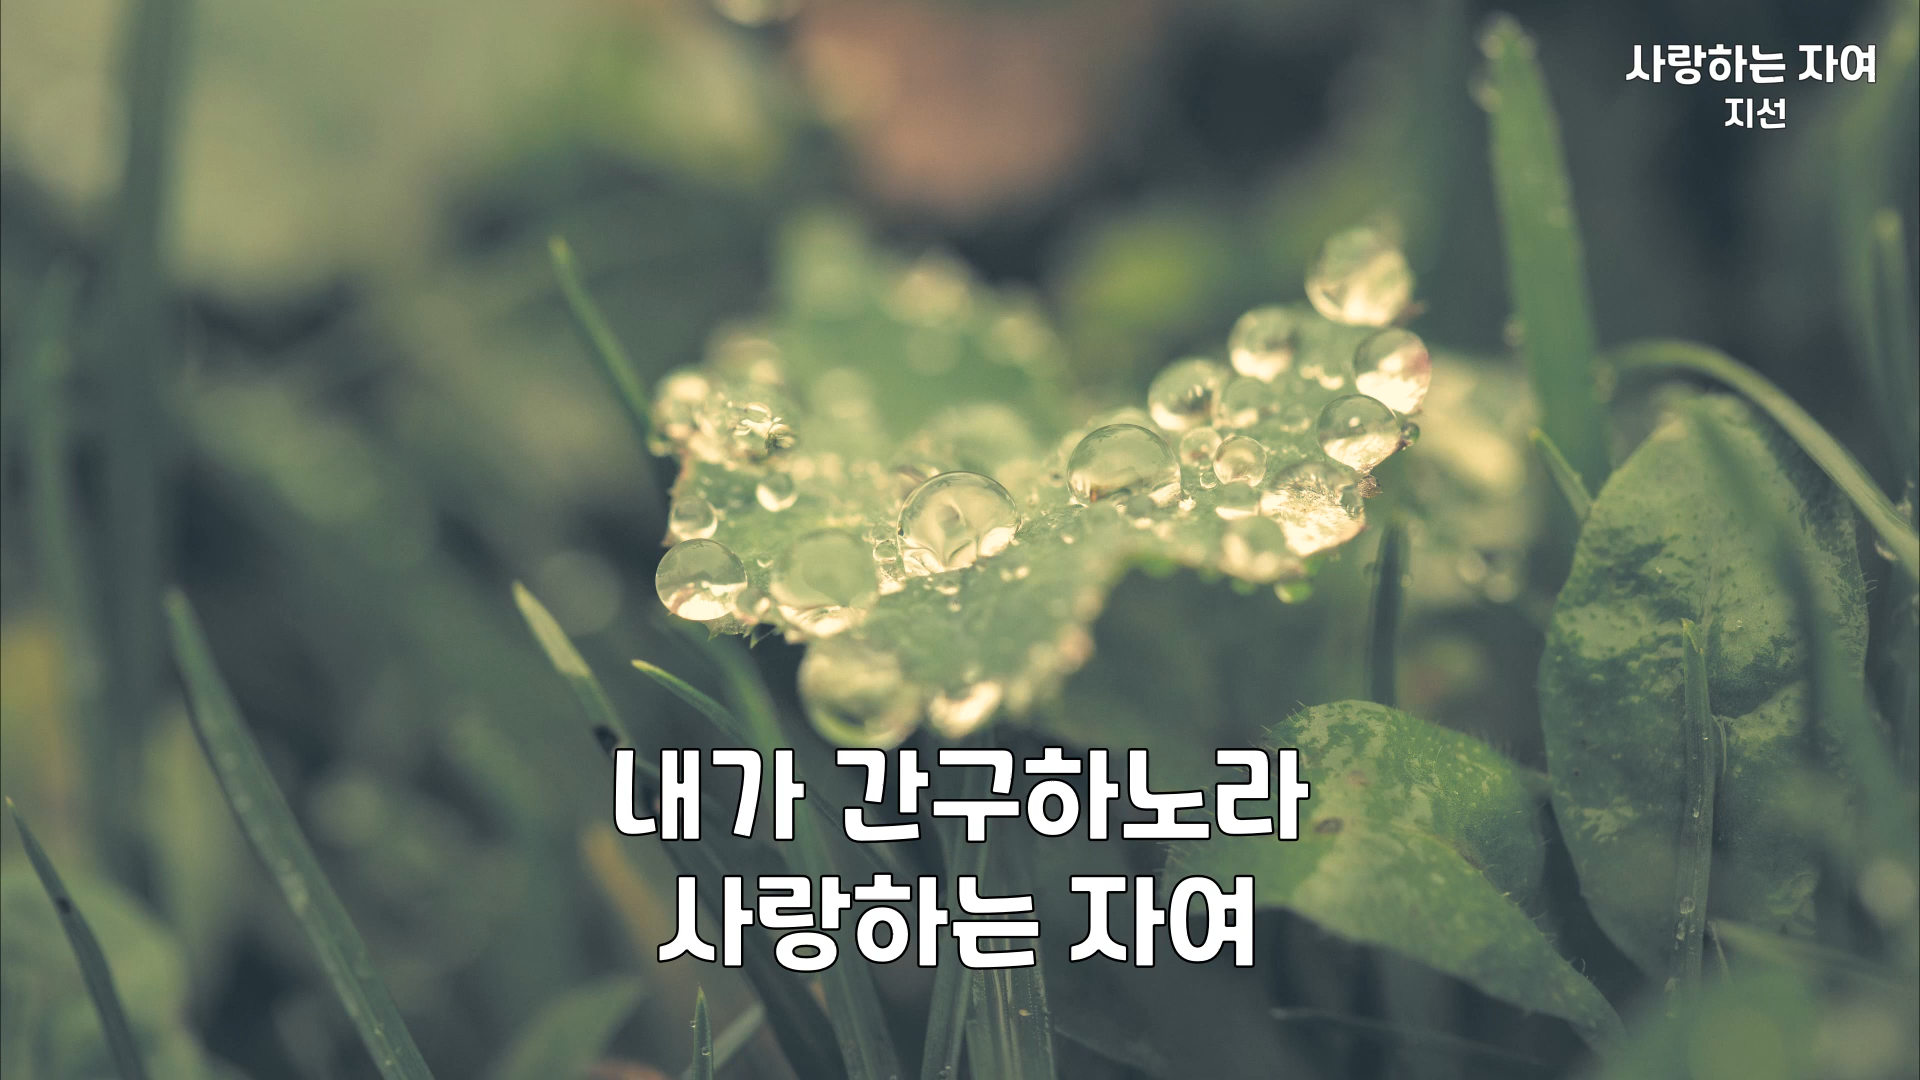 사랑하는 자여
지선
내가 간구하노라
사랑하는 자여